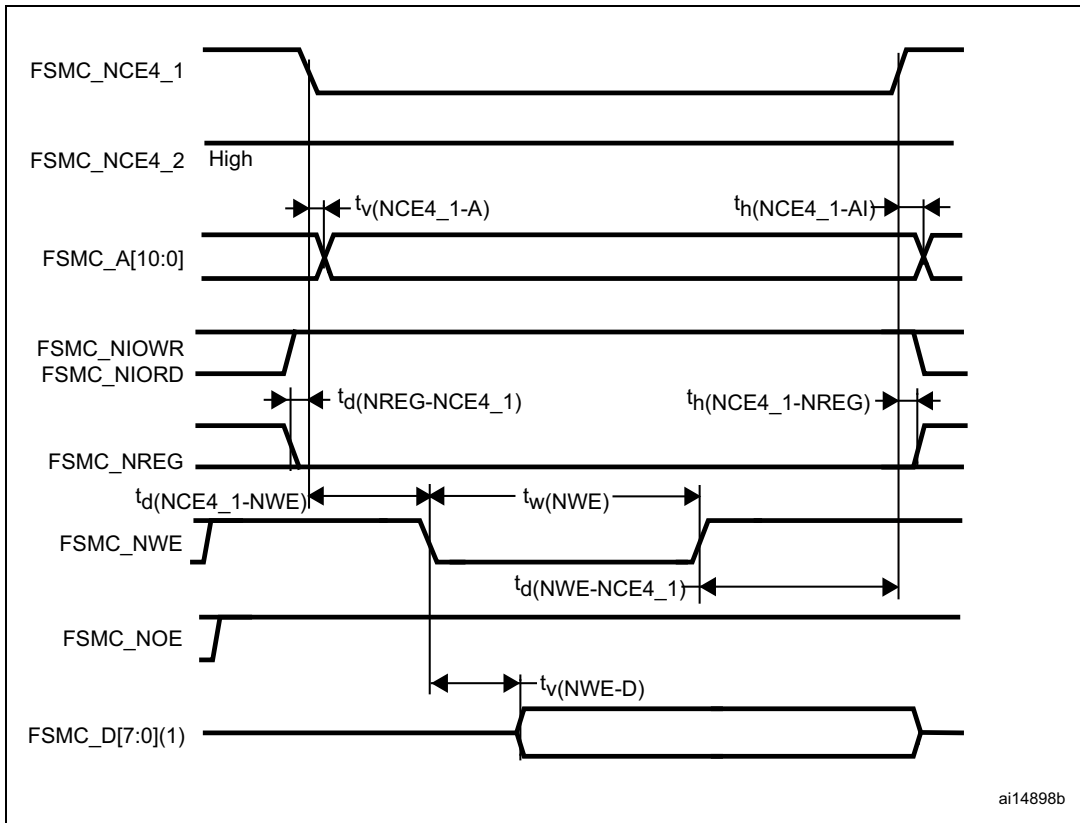 FSMC_NCE4_1
FSMC_NCE4_2 High
tv(NCE4_1-A) th(NCE4_1-AI)
FSMC_A[10:0]
FSMC_NIOWR
FSMC_NIORD
td(NREG-NCE4_1) th(NCE4_1-NREG)
FSMC_NREG
td(NCE4_1-NWE) tw(NWE)
FSMC_NWE
td(NWE-NCE4_1)
FSMC_NOE
tv(NWE-D)
FSMC_D[7:0](1)
ai14898b